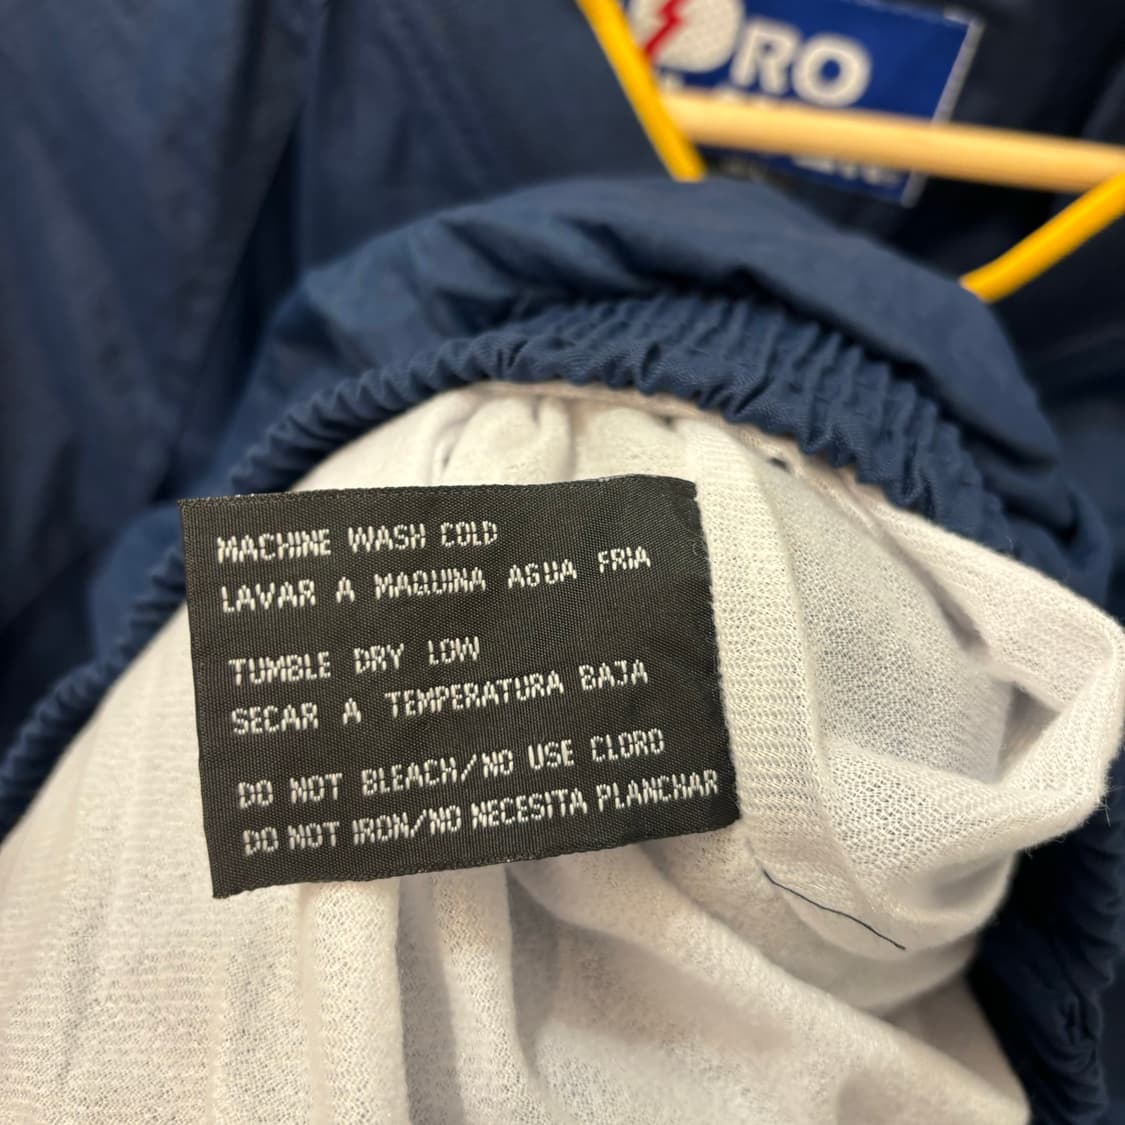 PRO
MACHINE WASH COLD
LAVAR A MAQUINA AGUA FRIA
TUMBLE DRY LOW
SECAR A TEMPERATURA BAJA
DO NOT BLEACH/NO USE CLORO
DO NOT IRON/NO NECESITA PLANCHAR